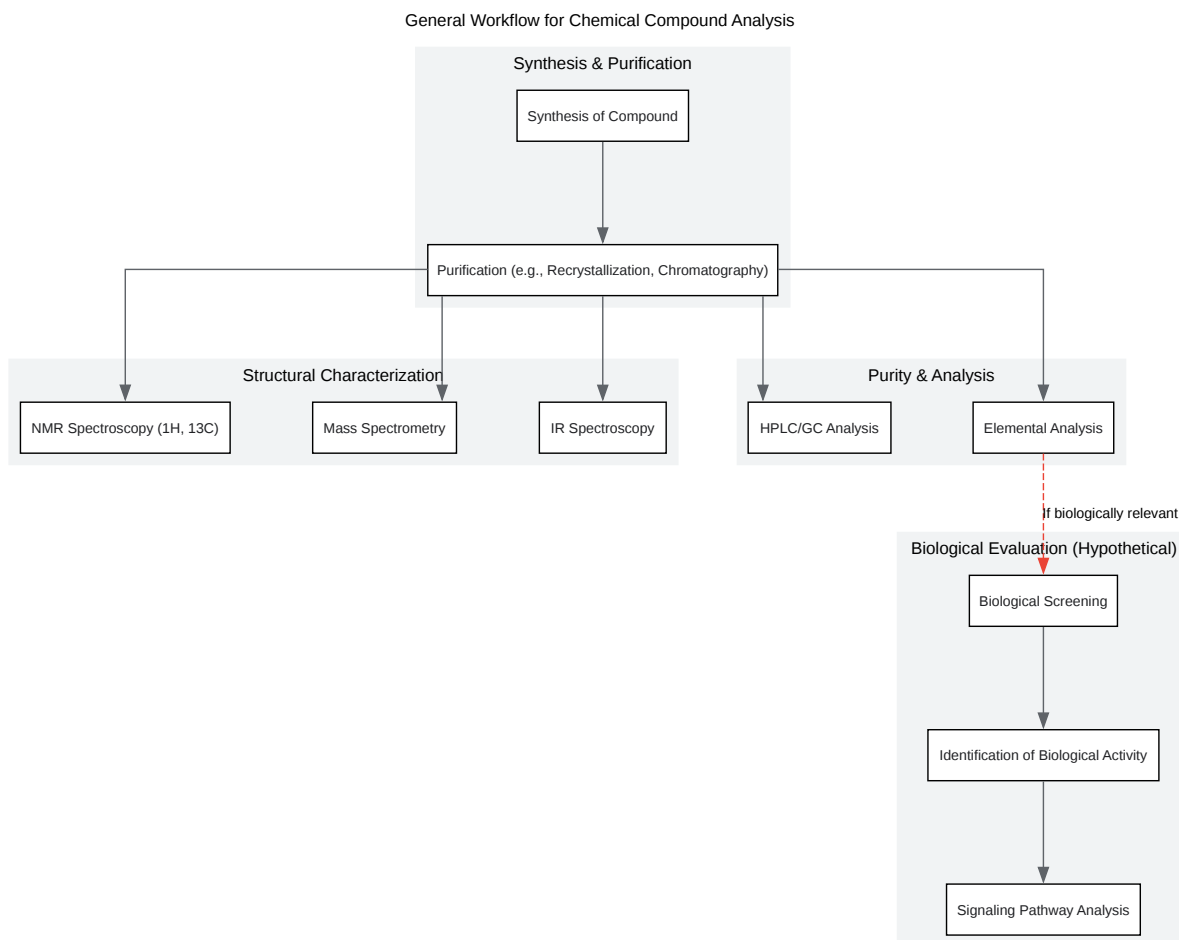 General Workflow for Chemical Compound Analysis
Synthesis & Purification
Synthesis of Compound
Purification (e.g., Recrystallization, Chromatography)
Structural Characterization
NMR Spectroscopy (1H, 13C)
Mass Spectrometry
IR Spectroscopy
Purity & Analysis
HPLC/GC Analysis
Elemental Analysis
If biologically relevant
Biological Evaluation (Hypothetical)
Biological Screening
Identification of Biological Activity
Signaling Pathway Analysis